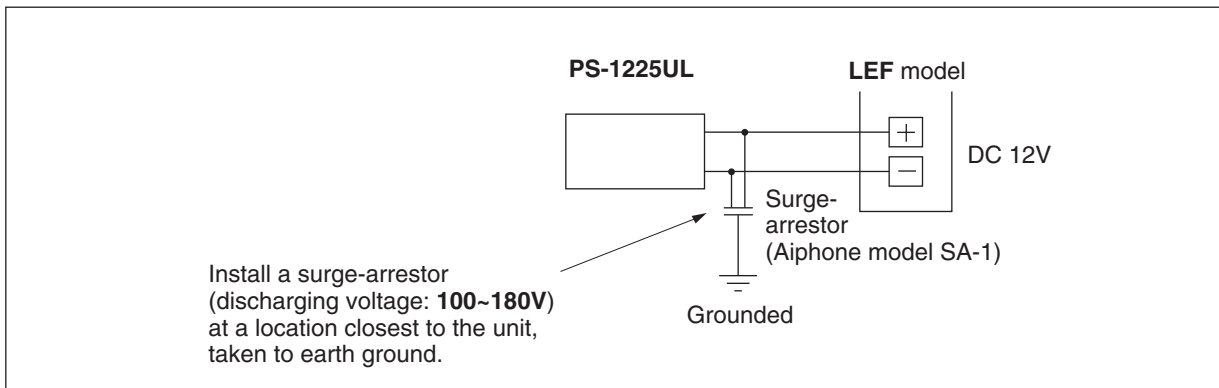 PS-1225UL
LEF model
+
−
DC 12V
Surge-
arrestor
(Aiphone model SA-1)
Install a surge-arrestor
(discharging voltage: 100~180V)
at a location closest to the unit,
taken to earth ground.
Grounded